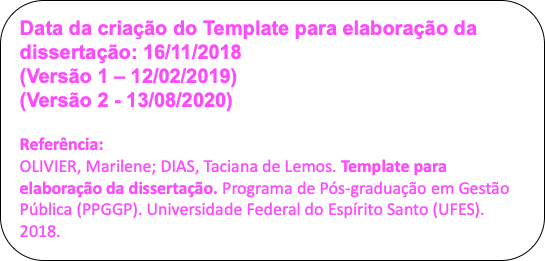 Data da criação do Template para elaboração da
dissertação: 16/11/2018
(Versão 1 – 12/02/2019)
(Versão 2 - 13/08/2020)
Referência:
OLIVIER, Marilene; DIAS, Taciana de Lemos. Template para
elaboração da dissertação. Programa de Pós-graduação em Gestão
Pública (PPGGP). Universidade Federal do Espírito Santo (UFES).
2018.